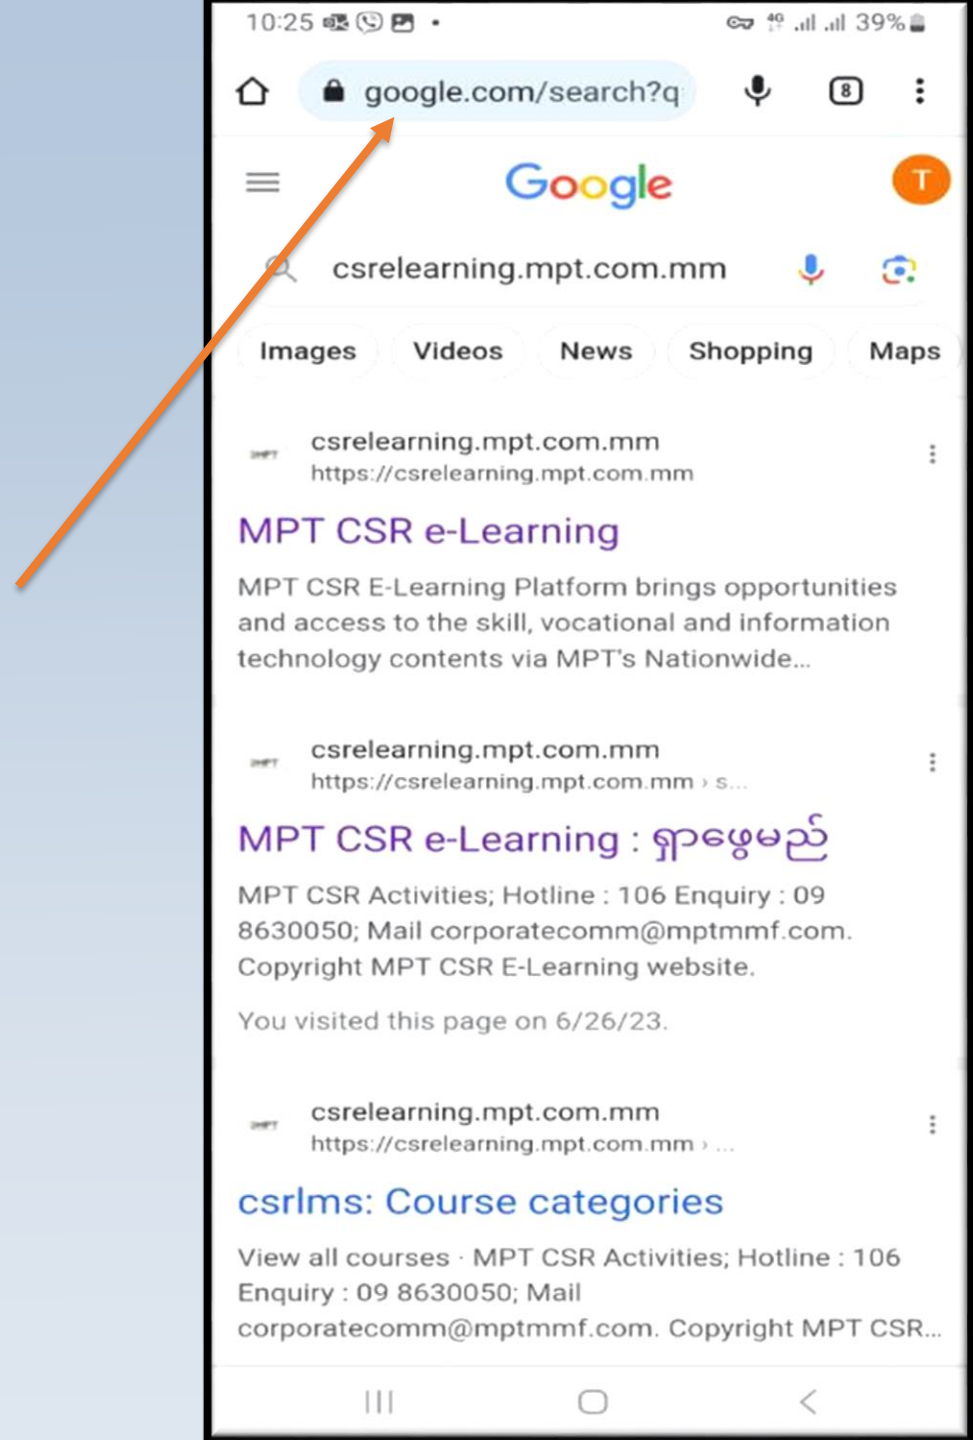 10:25
4G 39%
google.com/search?q
8
Google
T
csrelearning.mpt.com.mm
Images Videos News Shopping Maps
csrelearning.mpt.com.mm
https://csrelearning.mpt.com.mm
MPT CSR e-Learning
MPT CSR E-Learning Platform brings opportunities
and access to the skill, vocational and information
technology contents via MPT's Nationwide...
csrelearning.mpt.com.mm
https://csrelearning.mpt.com.mm › s...
MPT CSR e-Learning : ရှာဖွေမည်
MPT CSR Activities; Hotline : 106 Enquiry : 09
8630050; Mail corporatecomm@mptmmf.com.
Copyright MPT CSR E-Learning website.
You visited this page on 6/26/23.
csrelearning.mpt.com.mm
https://csrelearning.mpt.com.mm › ...
csrlms: Course categories
View all courses · MPT CSR Activities; Hotline : 106
Enquiry : 09 8630050; Mail
corporatecomm@mptmmf.com. Copyright MPT CSR...